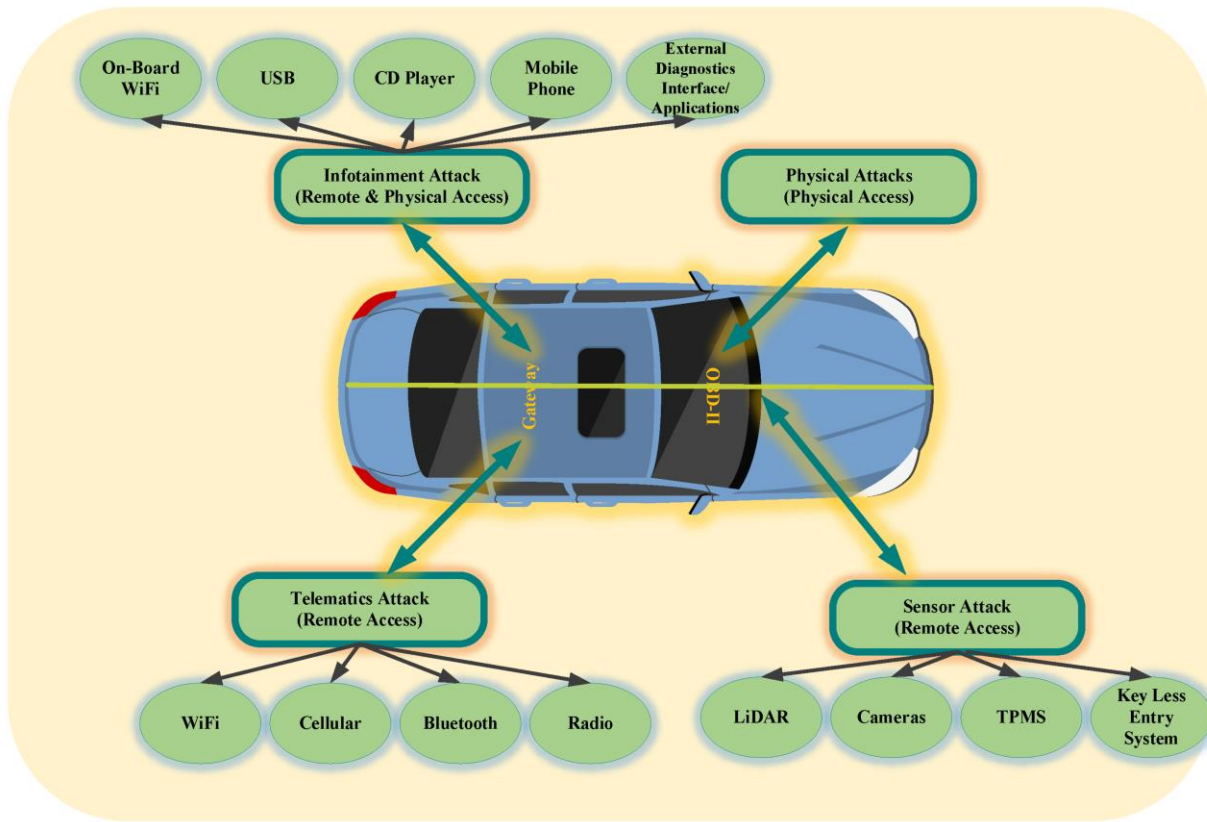 On-Board
WiFi
USB
CD Player
Mobile
Phone
External
Diagnostics
Interface/
Applications
Infotainment Attack
(Remote & Physical Access)
Physical Attacks
(Physical Access)
Gateway
OBD-II
Telematics Attack
(Remote Access)
Sensor Attack
(Remote Access)
WiFi
Cellular
Bluetooth
Radio
LiDAR
Cameras
TPMS
Key Less
Entry
System